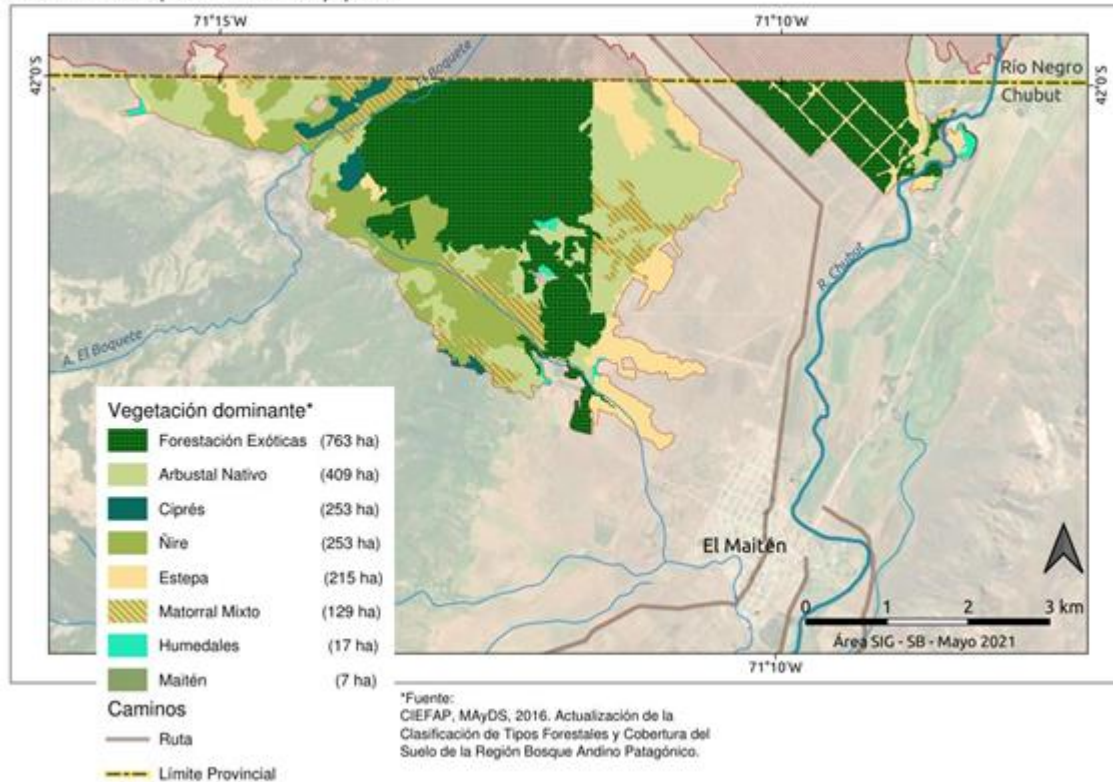 71°15'W
71°10'W
El Boquete
42°0'S
Río Negro
Chubut
42°0'S
R. Chubut
A. El Boquete
Vegetación dominante*
Forestación Exóticas (763 ha)
Arbustal Nativo (409 ha)
Ciprés (253 ha)
Ñire (253 ha)
Estepa (215 ha)
Matorral Mixto (129 ha)
Humedales (17 ha)
Maitén (7 ha)
Caminos
Ruta
Límite Provincial
El Maitén
0 1 2 3 km
Área SIG - SB - Mayo 2021
71°10'W
*Fuente:
CIEFAP, MAyDS, 2016. Actualización de la
Clasificación de Tipos Forestales y Cobertura del
Suelo de la Región Bosque Andino Patagónico.